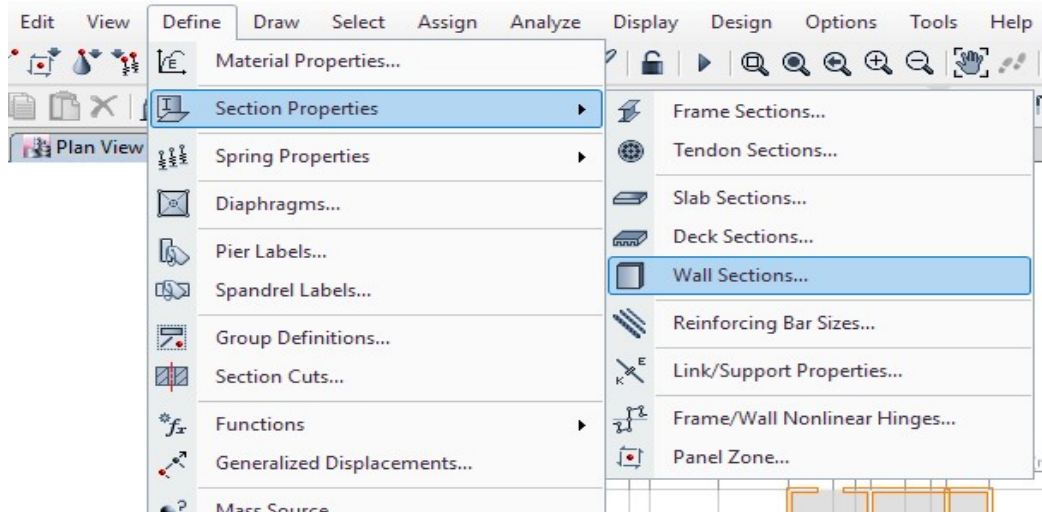 Edit View Define Draw Select Assign Analyze Display Design Options Tools Help
Material Properties...
Section Properties
Spring Properties
Diaphragms...
Pier Labels...
Spandrel Labels...
Group Definitions...
Section Cuts...
Functions
Generalized Displacements...
Mass Source
Frame Sections...
Tendon Sections...
Slab Sections...
Deck Sections...
Wall Sections...
Reinforcing Bar Sizes...
Link/Support Properties...
Frame/Wall Nonlinear Hinges...
Panel Zone...
Plan View